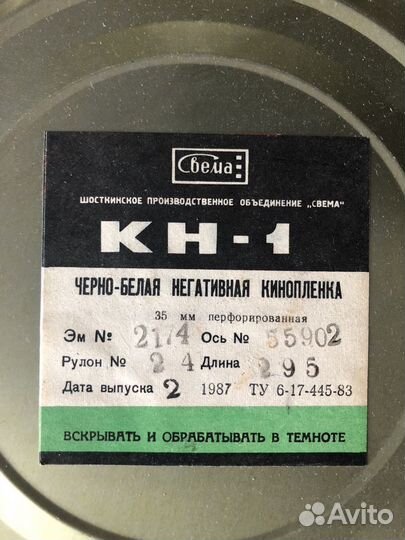 Свема
ШОСТКИНСКОЕ ПРОИЗВОДСТВЕННОЕ ОБЪЕДИНЕНИЕ „СВЕМА"
КН-1
ЧЕРНО-БЕЛАЯ НЕГАТИВНАЯ КИНОПЛЕНКА
35 мм перфорированная
Эм № 2174 Ось № 55902
Рулон № 24 Длина 295
Дата выпуска 2 1987 ТУ 6-17-445-83
ВСКРЫВАТЬ И ОБРАБАТЫВАТЬ В ТЕМНОТЕ
Avito